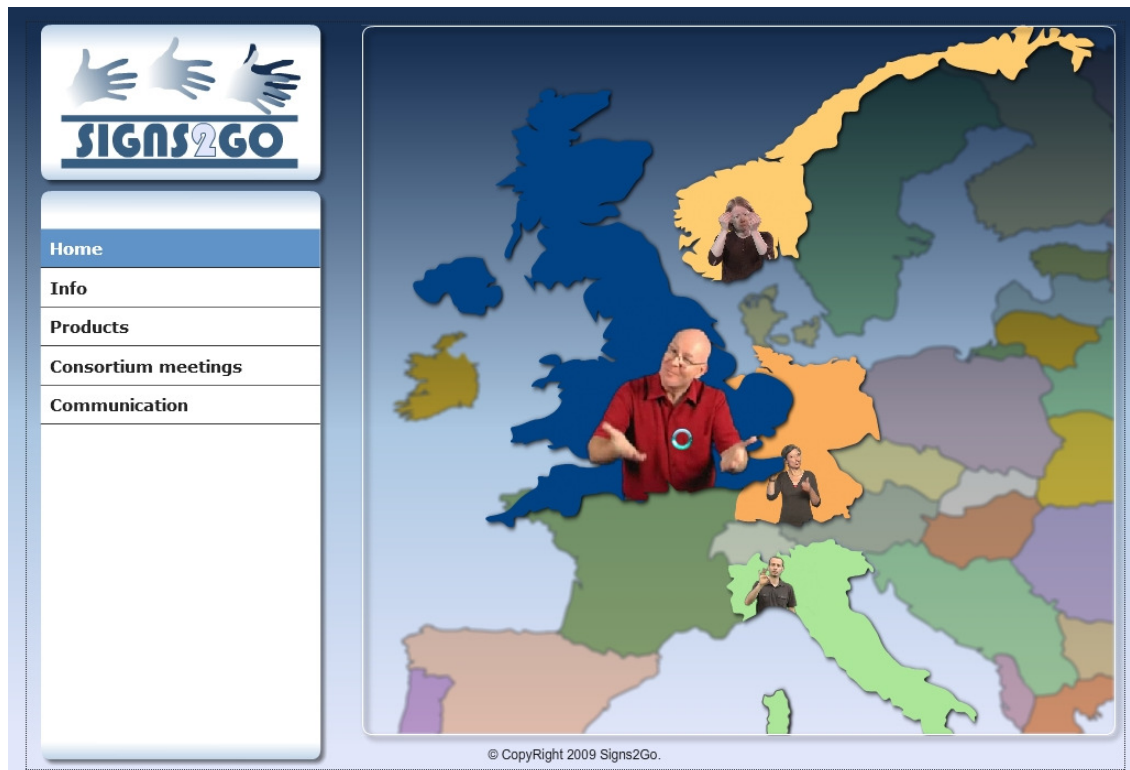 SIGNS2GO
Home
Info
Products
Consortium meetings
Communication
© CopyRight 2009 Signs2Go.